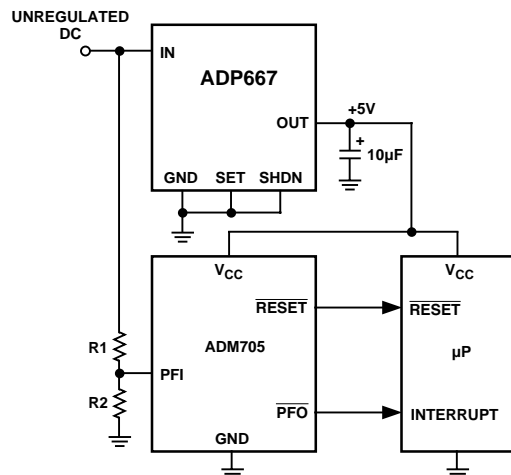 UNREGULATED
DC
IN
ADP667
OUT
+5V
+
10µF
GND SET SHDN
VCC
VCC
RESET
RESET
R1
ADM705
µP
PFI
R2
PFO
INTERRUPT
GND